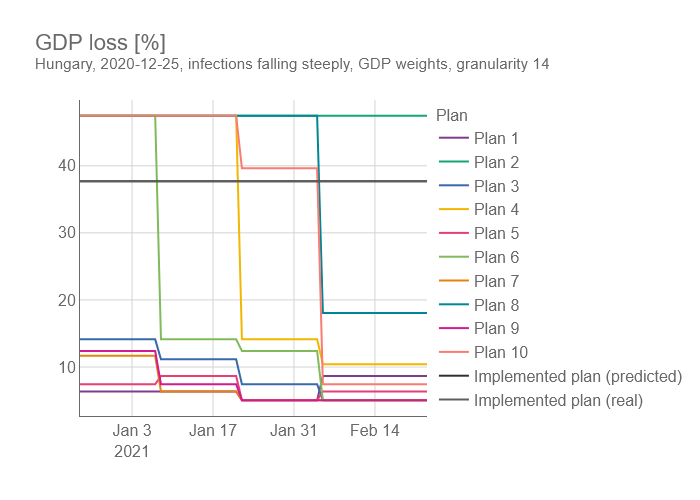 GDP loss [%]
Hungary, 2020-12-25, infections falling steeply, GDP weights, granularity 14
Plan
Plan 1
Plan 2
Plan 3
Plan 4
Plan 5
Plan 6
Plan 7
Plan 8
Plan 9
Plan 10
Implemented plan (predicted)
Implemented plan (real)
40
30
20
10
Jan 3 Jan 17 Jan 31 Feb 14
2021